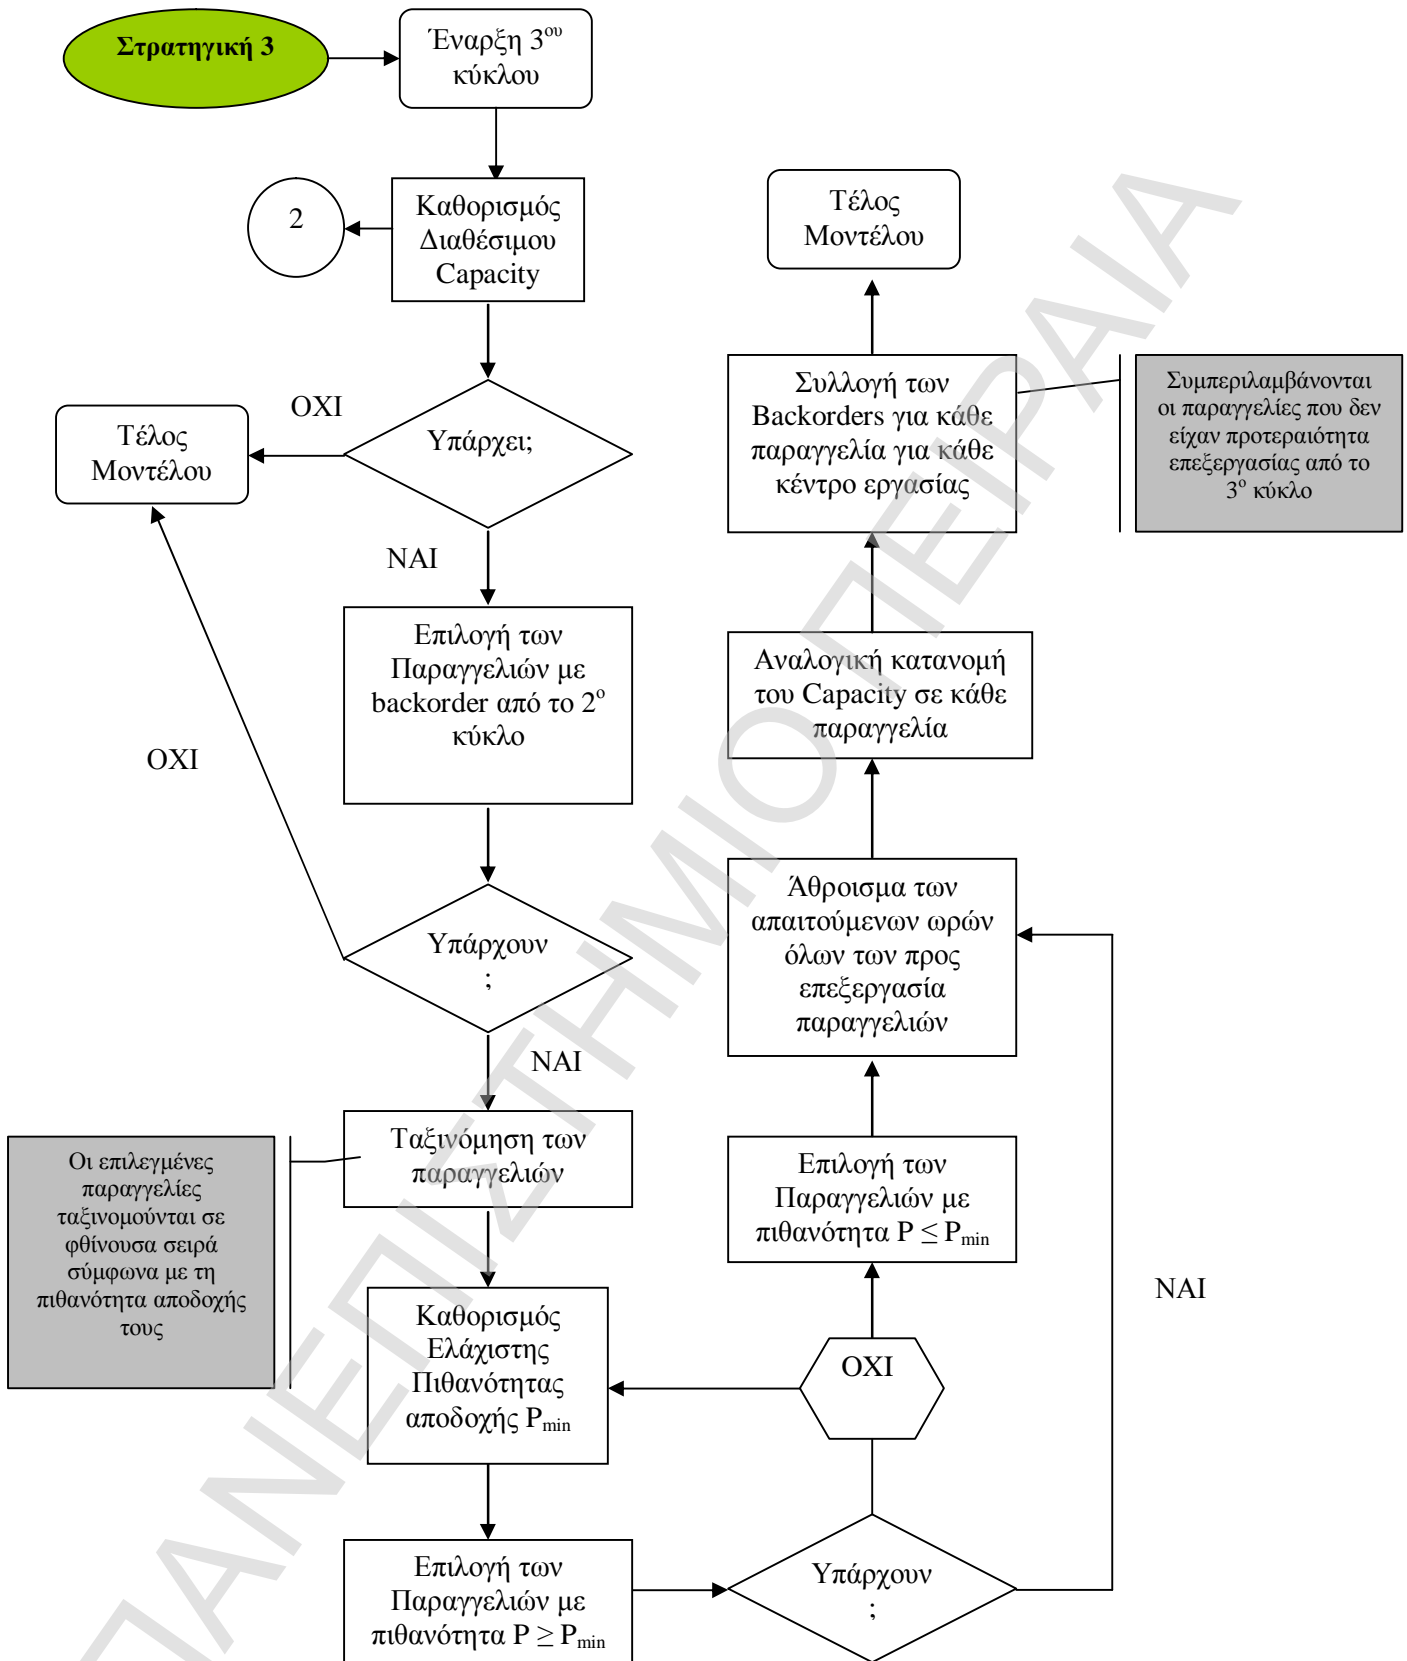 Στρατηγική 3
Έναρξη 3ου
κύκλου
2
Καθορισμός
Διαθέσιμου
Capacity
Υπάρχει;
ΟΧΙ
Τέλος
Μοντέλου
ΝΑΙ
Επιλογή των
Παραγγελιών με
backorder από το 2ο
κύκλο
ΟΧΙ
Υπάρχουν
;
ΝΑΙ
Ταξινόμηση των
παραγγελιών
Οι επιλεγμένες
παραγγελίες
ταξινομούνται σε
φθίνουσα σειρά
σύμφωνα με τη
πιθανότητα αποδοχής
τους
Καθορισμός
Ελάχιστης
Πιθανότητας
αποδοχής Pmin
Επιλογή των
Παραγγελιών με
πιθανότητα P ≥ Pmin
Υπάρχουν
;
ΟΧΙ
ΝΑΙ
Επιλογή των
Παραγγελιών με
πιθανότητα P ≤ Pmin
Άθροισμα των
απαιτούμενων ωρών
όλων των προς
επεξεργασία
παραγγελιών
Αναλογική κατανομή
του Capacity σε κάθε
παραγγελία
Συλλογή των
Backorders για κάθε
παραγγελία για κάθε
κέντρο εργασίας
Συμπεριλαμβάνονται
οι παραγγελίες που δεν
είχαν προτεραιότητα
επεξεργασίας από το
3ο κύκλο
Τέλος
Μοντέλου
ΠΑΝΕΠΙΣΤΗΜΙΟ ΠΕΙΡΑΙΑ